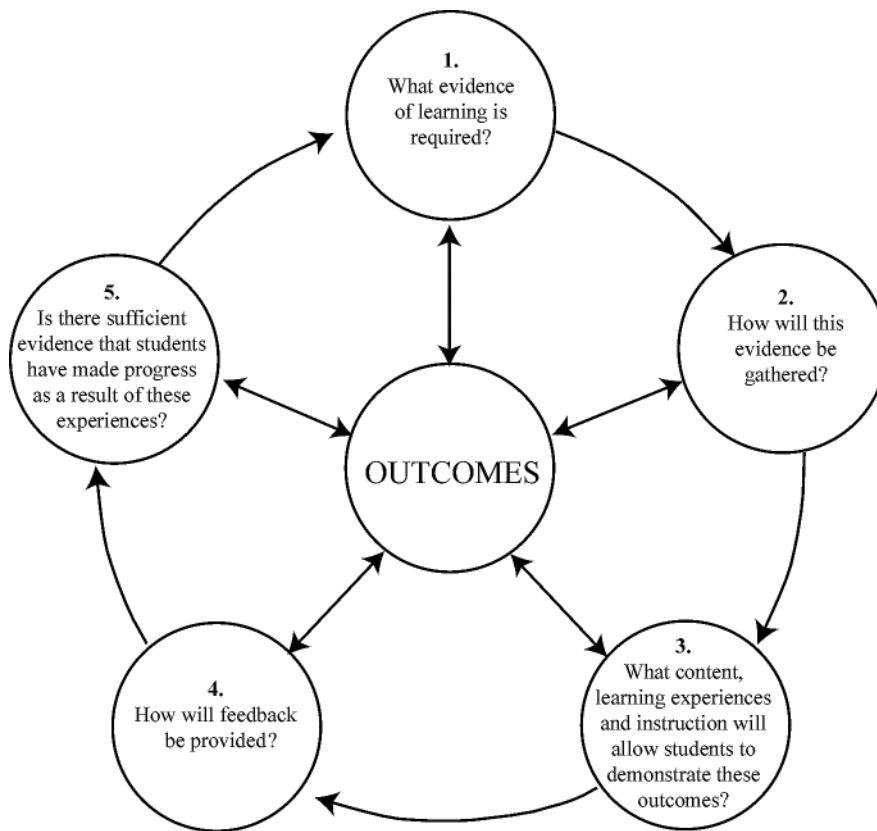 1.
What evidence
of learning is
required?
2.
How will this
evidence be
gathered?
3.
What content,
learning experiences
and instruction will
allow students to
demonstrate these
outcomes?
4.
How will feedback
be provided?
5.
Is there sufficient
evidence that students
have made progress
as a result of these
experiences?
OUTCOMES